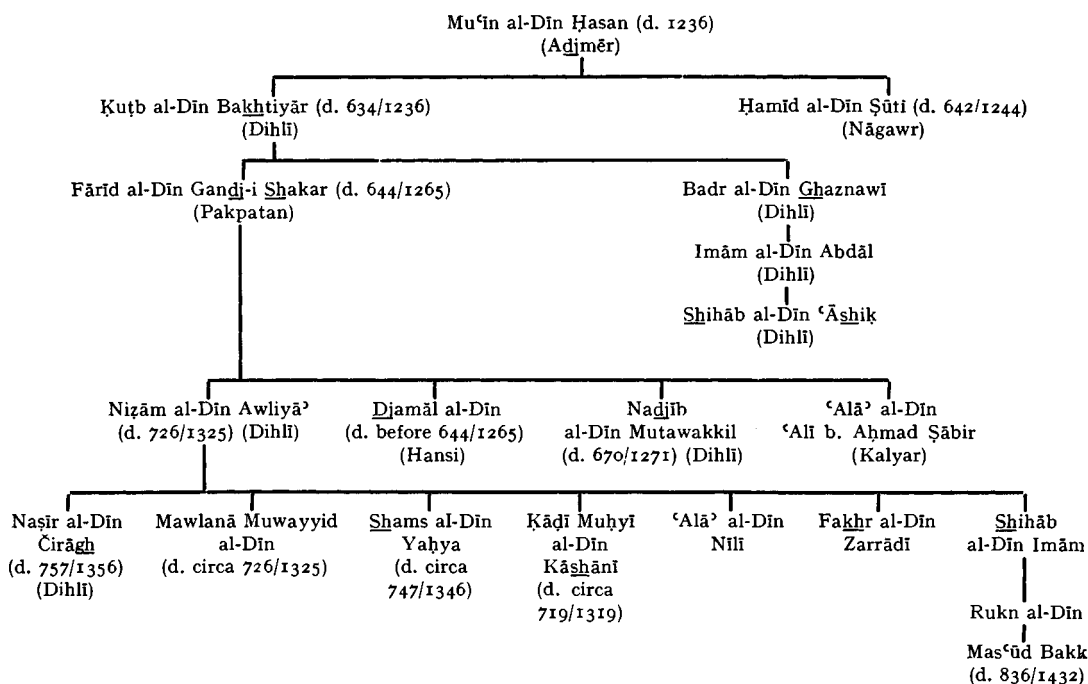 Muʿīn al-Dīn Ḥasan (d. 1236)
(Adjmēr)
Ḳuṭb al-Dīn Bakhtiyār (d. 634/1236)
(Dihlī)
Ḥamīd al-Dīn Ṣūti (d. 642/1244)
(Nāgawr)
Fārīd al-Dīn Gandj-i Shakar (d. 644/1265)
(Pakpatan)
Badr al-Dīn Ghaznawī
(Dihlī)
Imām al-Dīn Abdāl
(Dihlī)
Shihāb al-Dīn ʿĀshiḳ
(Dihlī)
Niẓām al-Dīn Awliyāʾ
(d. 726/1325) (Dihlī)
Djamāl al-Dīn
(d. before 644/1265)
(Hansi)
Nadjīb
al-Dīn Mutawakkil
(d. 670/1271) (Dihlī)
ʿAlāʾ al-Dīn
ʿAlī b. Aḥmad Ṣābir
(Kalyar)
Naṣīr al-Dīn
Čirāgh
(d. 757/1356)
(Dihlī)
Mawlanā Muwayyid
al-Dīn
(d. circa 726/1325)
Shams al-Dīn
Yaḥya
(d. circa
747/1346)
Ḳāḍī Muḥyī
al-Dīn
Kāshānī
(d. circa
719/1319)
ʿAlāʾ al-Dīn
Nīlī
Fakhr al-Dīn
Zarrādī
Shihāb
al-Dīn Imām
Rukn al-Dīn
Masʿūd Bakk
(d. 836/1432)